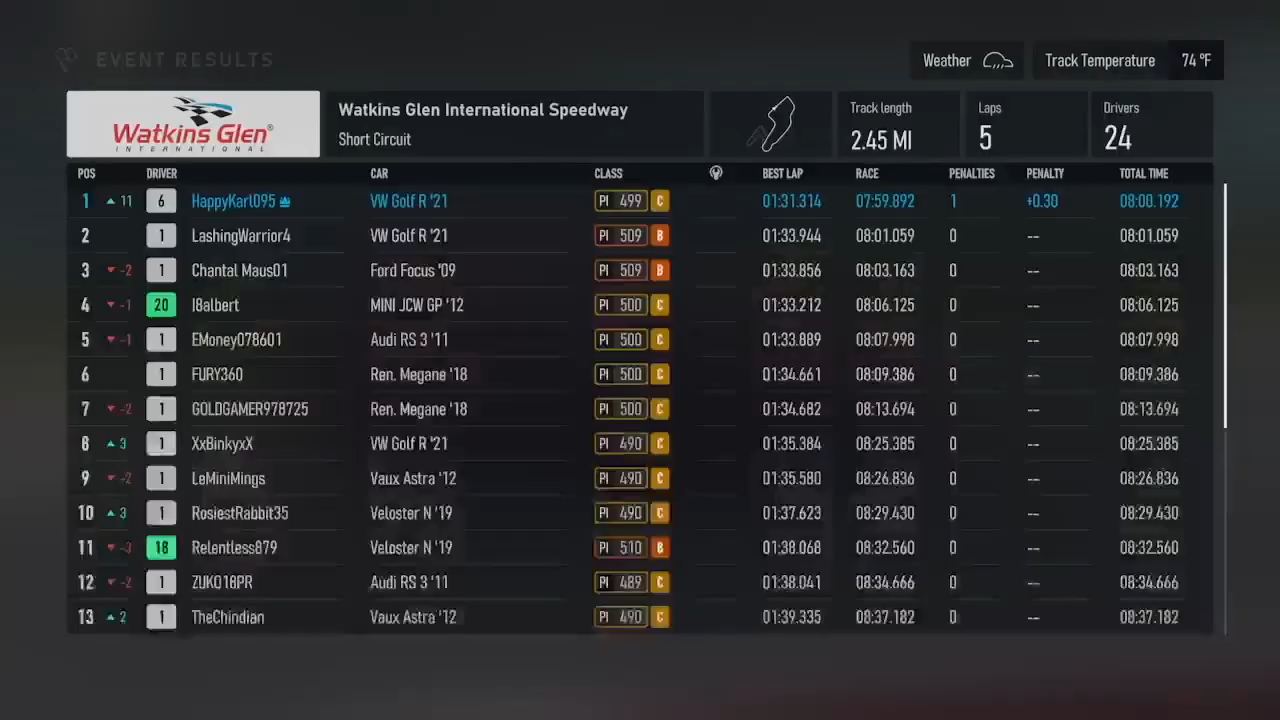 EVENT RESULTS
Weather Track Temperature 74 °F
Watkins Glen®
INTERNATIONAL
Watkins Glen International Speedway
Short Circuit
Track length
2.45 MI
Laps
5
Drivers
24
POS DRIVER CAR CLASS BEST LAP RACE PENALTIES PENALTY TOTAL TIME
1 11 6 HappyKarl095 VW Golf R '21 PI 499 C 01:31.314 07:59.892 1 +0.30 08:00.192
2 1 LashingWarrior4 VW Golf R '21 PI 509 B 01:33.944 08:01.059 0 -- 08:01.059
3 -2 1 Chantal Maus01 Ford Focus '09 PI 509 B 01:33.856 08:03.163 0 -- 08:03.163
4 -1 20 I8albert MINI JCW GP '12 PI 500 C 01:33.212 08:06.125 0 -- 08:06.125
5 -1 1 EMoney078601 Audi RS 3 '11 PI 500 C 01:33.889 08:07.998 0 -- 08:07.998
6 1 FURY360 Ren. Megane '18 PI 500 C 01:34.661 08:09.386 0 -- 08:09.386
7 -2 1 GOLDGAMER978725 Ren. Megane '18 PI 500 C 01:34.682 08:13.694 0 -- 08:13.694
8 3 1 XxBinkyxX VW Golf R '21 PI 490 C 01:35.384 08:25.385 0 -- 08:25.385
9 -2 1 LeMiniMings Vaux Astra '12 PI 490 C 01:35.580 08:26.836 0 -- 08:26.836
10 3 1 RosiestRabbit35 Veloster N '19 PI 490 C 01:37.623 08:29.430 0 -- 08:29.430
11 -3 18 Relentless879 Veloster N '19 PI 510 B 01:38.068 08:32.560 0 -- 08:32.560
12 -2 1 ZUKO18PR Audi RS 3 '11 PI 489 C 01:38.041 08:34.666 0 -- 08:34.666
13 2 1 TheChindian Vaux Astra '12 PI 490 C 01:39.335 08:37.182 0 -- 08:37.182